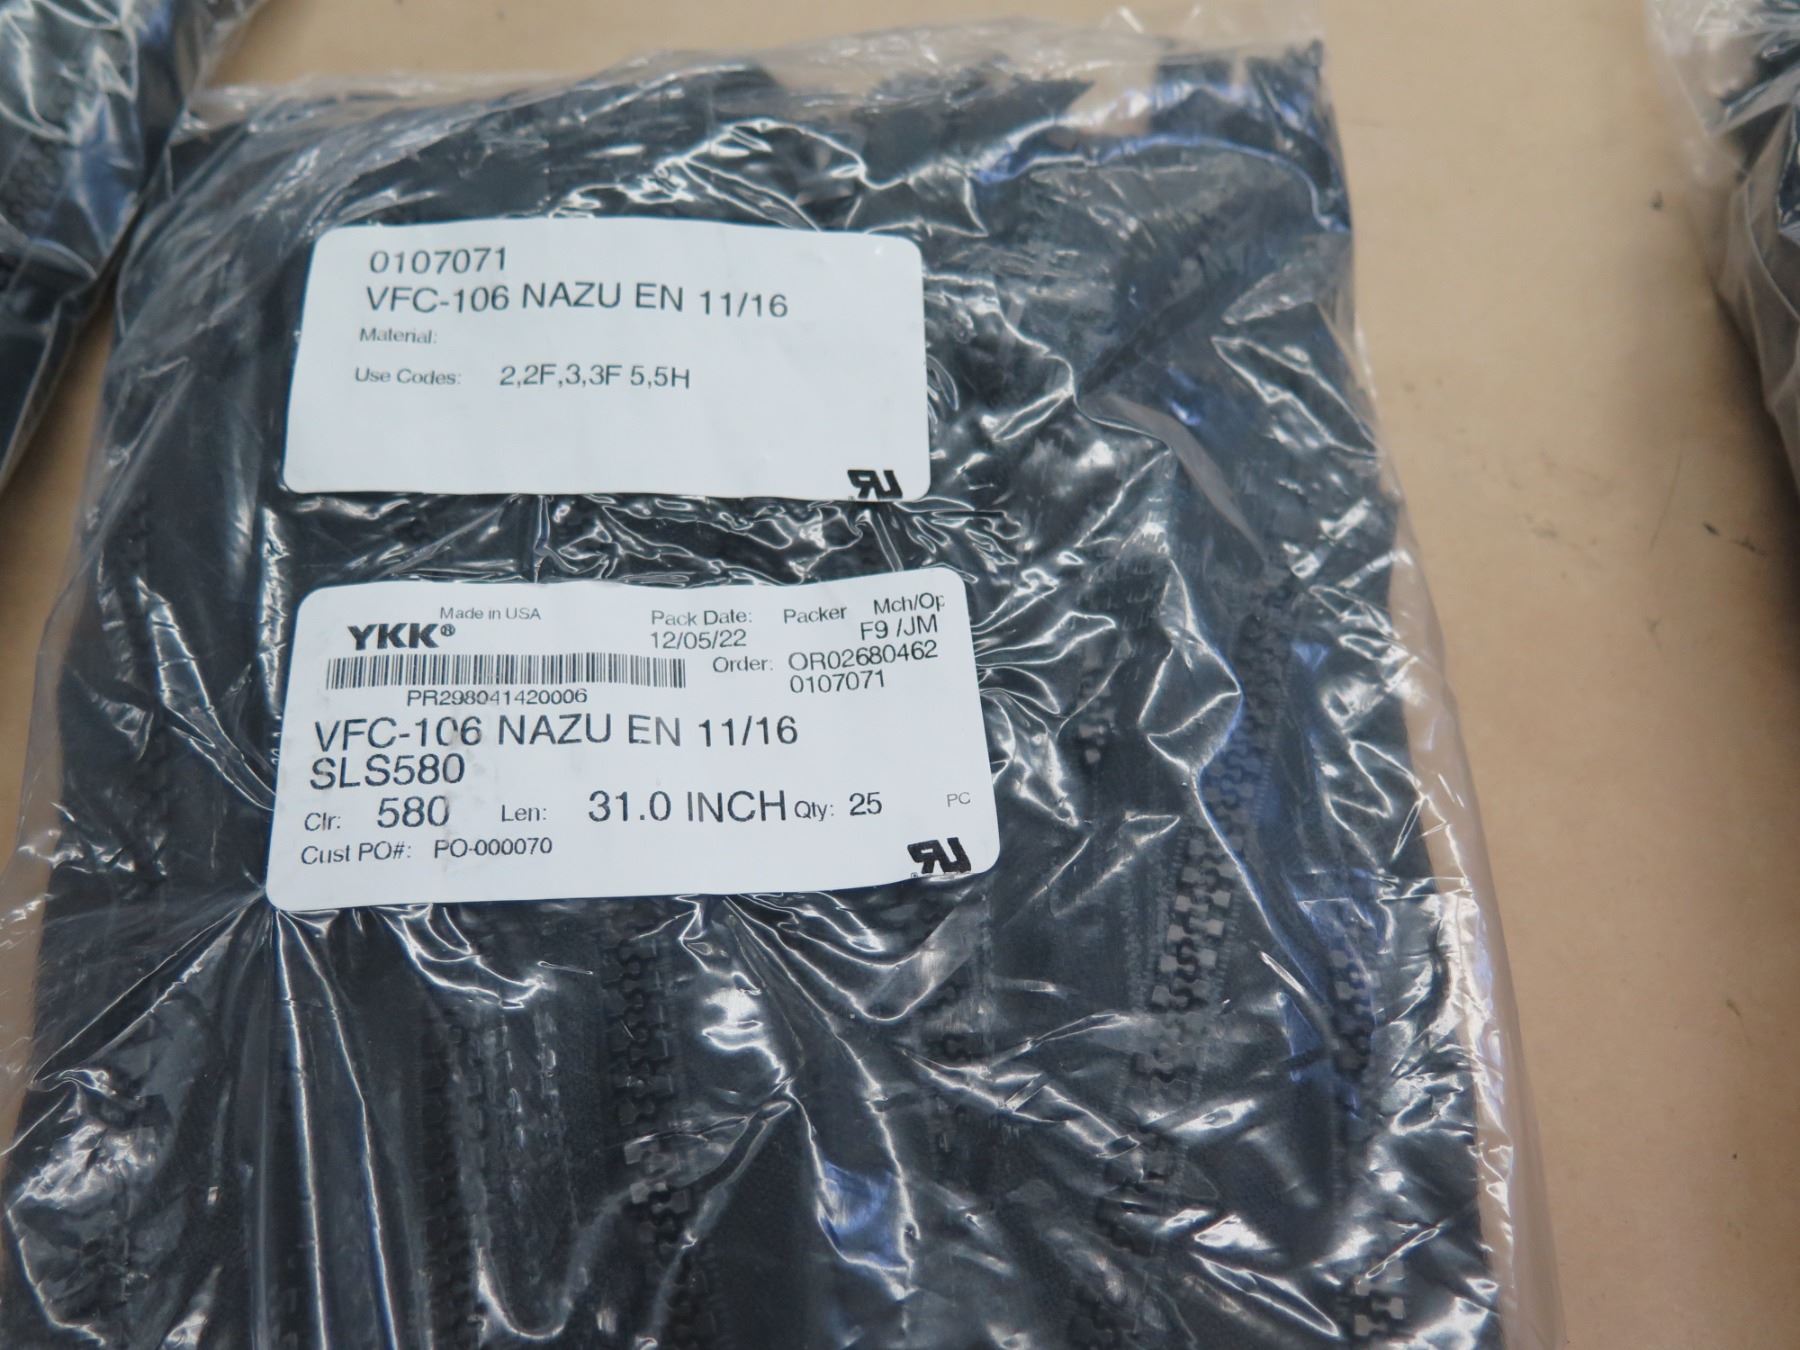 0107071
VFC-106 NAZU EN 11/16
Material:
Use Codes: 2,2F,3,3F 5,5H
Made in USA
YKK®
Pack Date: Packer Mch/Op
12/05/22 F9 /JM
Order: OR02680462
0107071
PR298041420006
VFC-106 NAZU EN 11/16
SLS580
Clr: 580 Len: 31.0 INCH Qty: 25 PC
Cust PO#: PO-000070